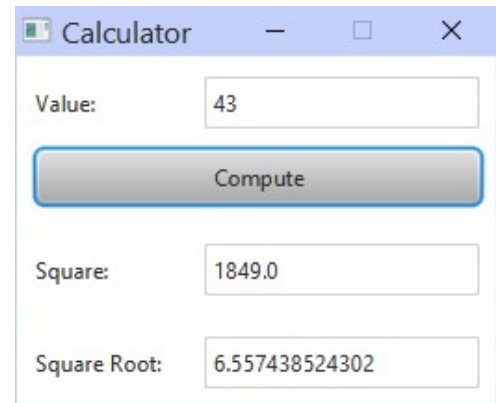 Calculator
Value: 43
Compute
Square: 1849.0
Square Root: 6.557438524302